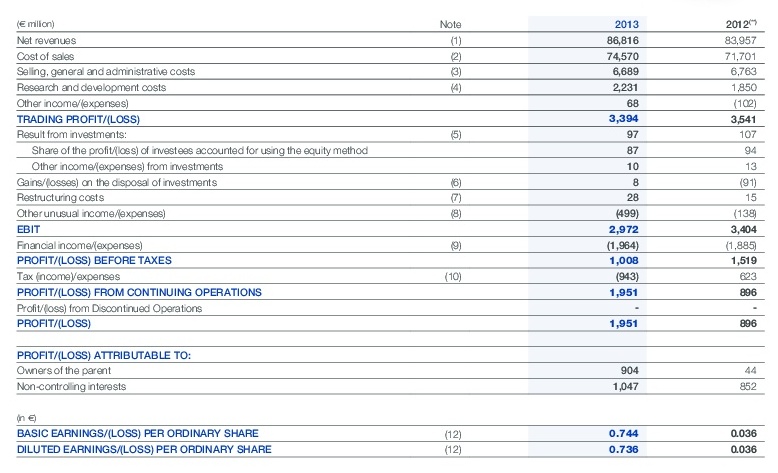 (€ million) Note 2013 2012(**)
Net revenues (1) 86,816 83,957
Cost of sales (2) 74,570 71,701
Selling, general and administrative costs (3) 6,689 6,763
Research and development costs (4) 2,231 1,850
Other income/(expenses) 68 (102)
TRADING PROFIT/(LOSS) 3,394 3,541
Result from investments: (5) 97 107
Share of the profit/(loss) of investees accounted for using the equity method 87 94
Other income/(expenses) from investments 10 13
Gains/(losses) on the disposal of investments (6) 8 (91)
Restructuring costs (7) 28 15
Other unusual income/(expenses) (8) (499) (138)
EBIT 2,972 3,404
Financial income/(expenses) (9) (1,964) (1,885)
PROFIT/(LOSS) BEFORE TAXES 1,008 1,519
Tax (income)/expenses (10) (943) 623
PROFIT/(LOSS) FROM CONTINUING OPERATIONS 1,951 896
Profit/(loss) from Discontinued Operations - -
PROFIT/(LOSS) 1,951 896
PROFIT/(LOSS) ATTRIBUTABLE TO:
Owners of the parent 904 44
Non-controlling interests 1,047 852
(in €)
BASIC EARNINGS/(LOSS) PER ORDINARY SHARE (12) 0.744 0.036
DILUTED EARNINGS/(LOSS) PER ORDINARY SHARE (12) 0.736 0.036